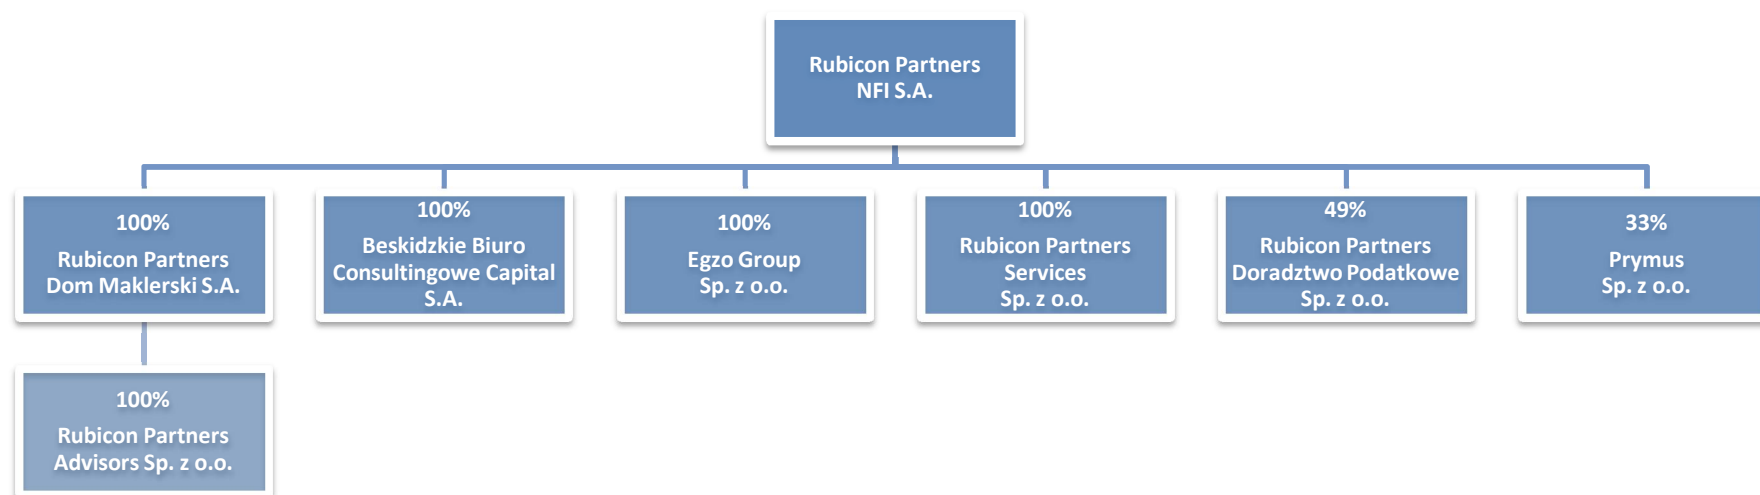 Rubicon Partners
NFI S.A.
100%
Rubicon Partners
Dom Maklerski S.A.
100%
Beskidzkie Biuro
Consultingowe Capital
S.A.
100%
Egzo Group
Sp. z o.o.
100%
Rubicon Partners
Services
Sp. z o.o.
49%
Rubicon Partners
Doradztwo Podatkowe
Sp. z o.o.
33%
Prymus
Sp. z o.o.
100%
Rubicon Partners
Advisors Sp. z o.o.